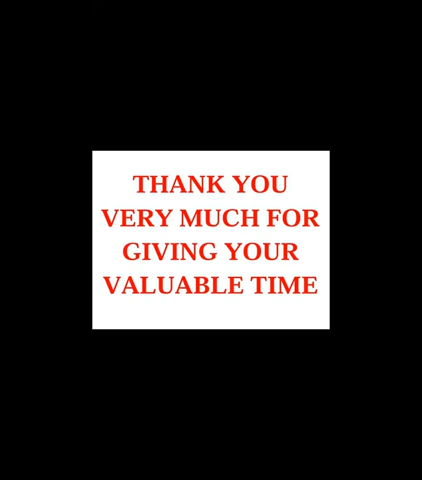 THANK YOU
VERY MUCH FOR
GIVING YOUR
VALUABLE TIME